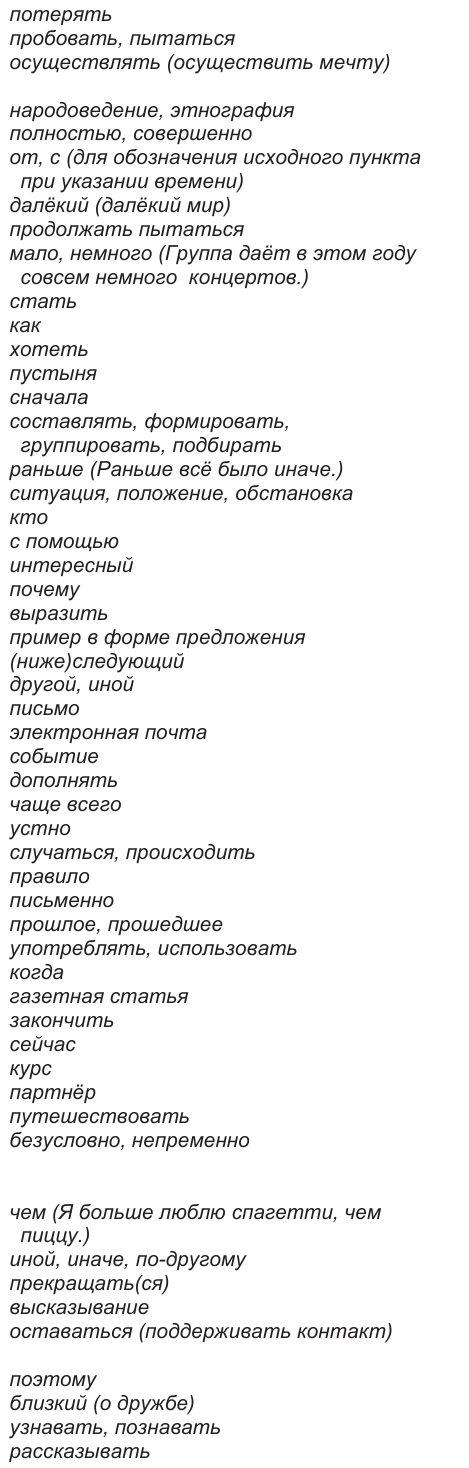 потерять
пробовать, пытаться
осуществлять (осуществить мечту)
народоведение, этнография
полностью, совершенно
от, с (для обозначения исходного пункта
при указании времени)
далёкий (далёкий мир)
продолжать пытаться
мало, немного (Группа даёт в этом году
совсем немного концертов.)
стать
как
хотеть
пустыня
сначала
составлять, формировать,
группировать, подбирать
раньше (Раньше всё было иначе.)
ситуация, положение, обстановка
кто
с помощью
интересный
почему
выразить
пример в форме предложения
(ниже)следующий
другой, иной
письмо
электронная почта
событие
дополнять
чаще всего
устно
случаться, происходить
правило
письменно
прошлое, прошедшее
употреблять, использовать
когда
газетная статья
закончить
сейчас
курс
партнёр
путешествовать
безусловно, непременно
чем (Я больше люблю спагетти, чем
пиццу.)
иной, иначе, по-другому
прекращать(ся)
высказывание
оставаться (поддерживать контакт)
поэтому
близкий (о дружбе)
узнавать, познавать
рассказывать